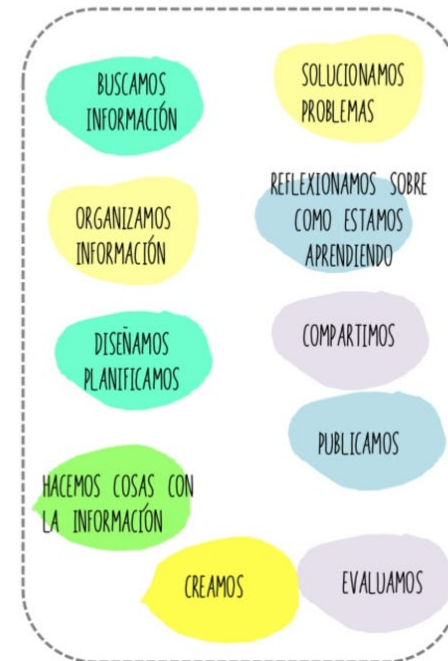 BUSCAMOS
INFORMACIÓN
SOLUCIONAMOS
PROBLEMAS
ORGANIZAMOS
INFORMACIÓN
REFLEXIONAMOS SOBRE
COMO ESTAMOS
APRENDIENDO
DISEÑAMOS
PLANIFICAMOS
COMPARTIMOS
PUBLICAMOS
HACEMOS COSAS CON
LA INFORMACIÓN
CREAMOS
EVALUAMOS